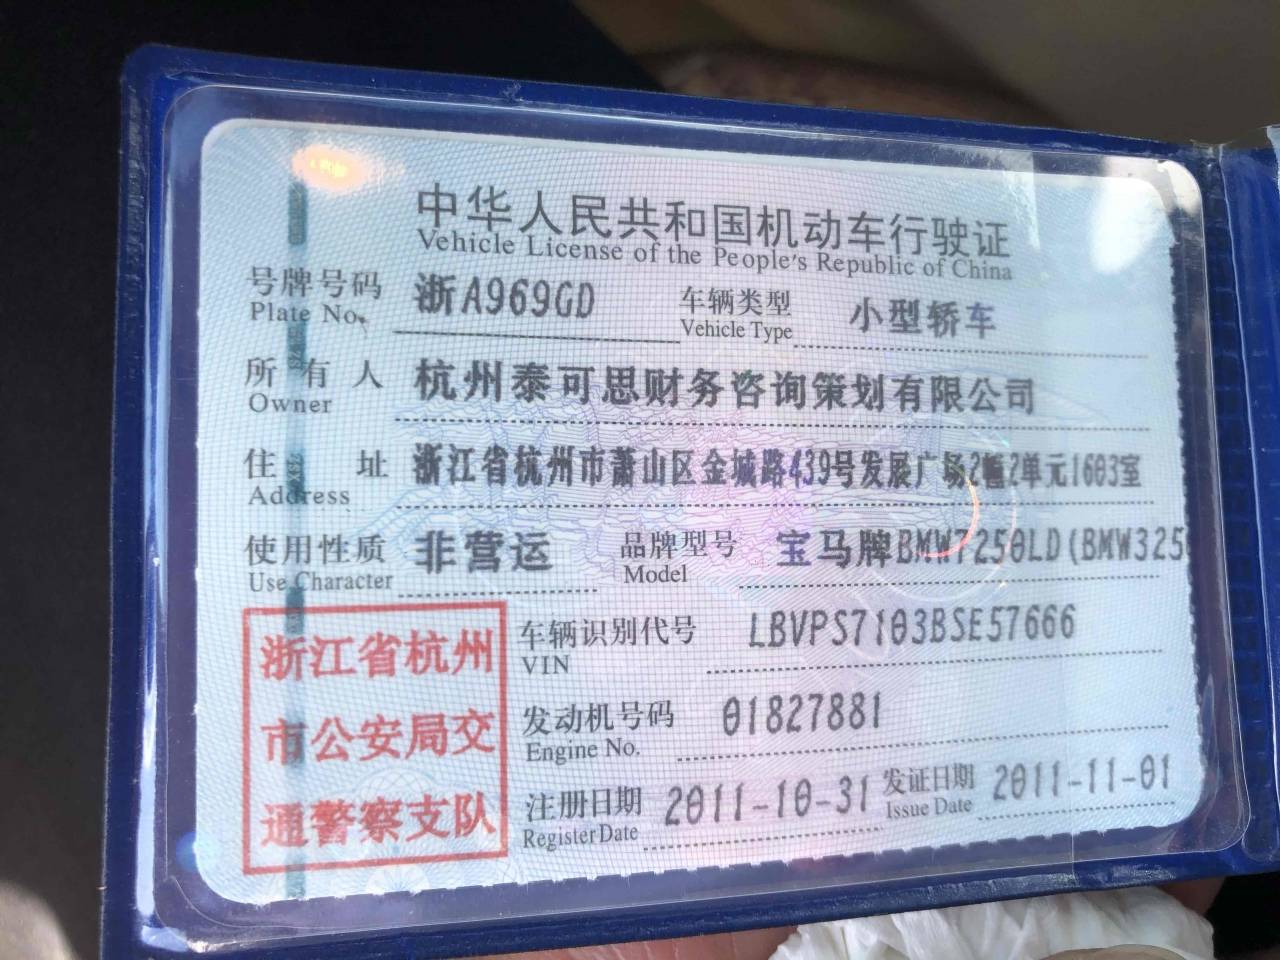 中华人民共和国机动车行驶证
Vehicle License of the People's Republic of China
号牌号码 浙A969GD 车辆类型 小型轿车
Plate No. Vehicle Type
所有人 杭州泰可思财务咨询策划有限公司
Owner
住址 浙江省杭州市萧山区金城路439号发展广场2幢2单元1603室
Address
使用性质 非营运 品牌型号 宝马牌BMW7250LD(BMW325
Use Character Model
浙江省杭州 车辆识别代号 LBVPS7103BSE57666
VIN
市公安局交 发动机号码 01827881
Engine No.
通警察支队 注册日期 2011-10-31 发证日期 2011-11-01
Register Date Issue Date